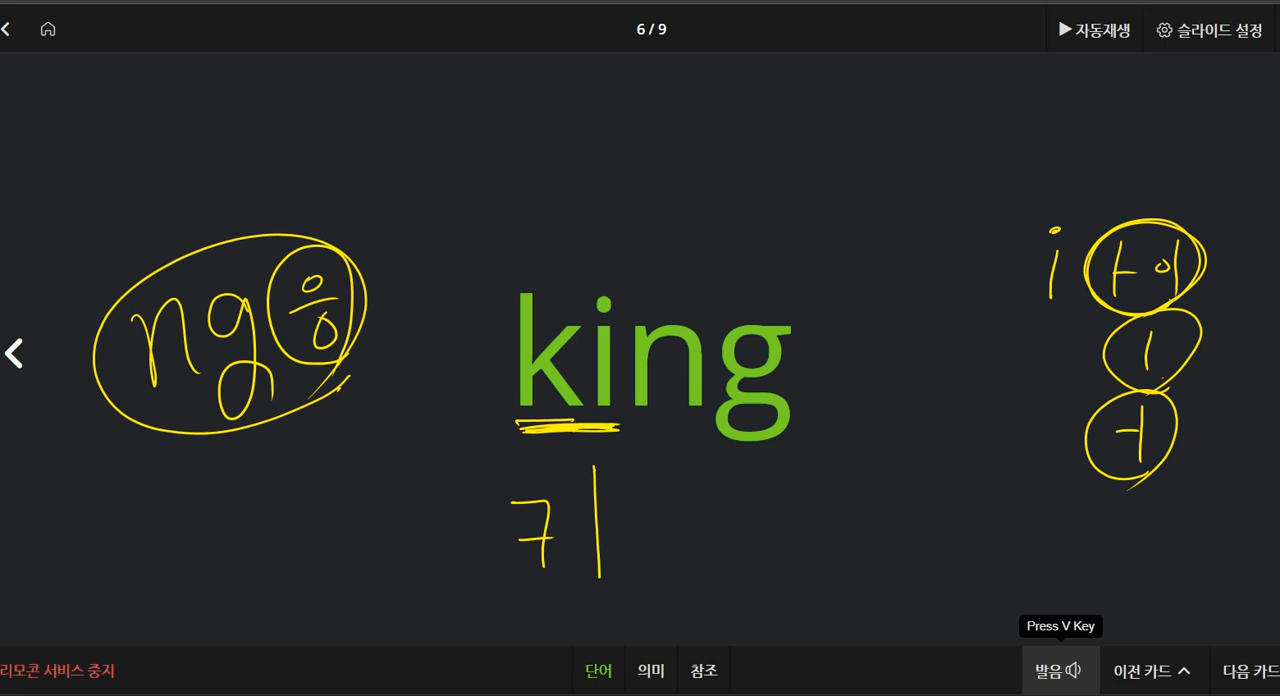 6 / 9
▶ 자동재생
슬라이드 설정
ng 응
king
키
i ㅏㅣ
ㅣ
ㅓ
Press V Key
리모콘 서비스 중지
단어
의미
참조
발음
이전 카드
다음 카드